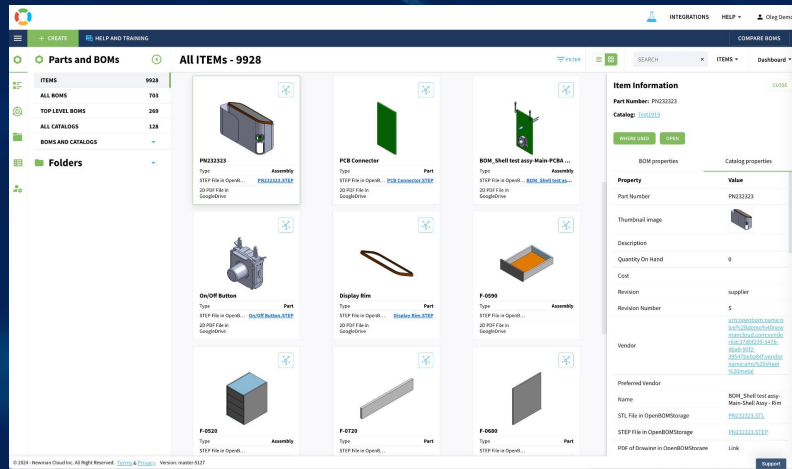 INTEGRATIONS HELP Oleg Demo
+ CREATE HELP AND TRAINING COMPARE BOMS
Parts and BOMs
ITEMS 9928
ALL BOMS 703
TOP LEVEL BOMS 269
ALL CATALOGS 128
BOMS AND CATALOGS
Folders
All ITEMs - 9928
FILTER
SEARCH × ITEMS Dashboard
PN232323
Type Assembly
STEP File in OpenB... PN232323.STEP
2D PDF File in
GoogleDrive
PCB Connector
Type Part
STEP File in OpenB... PCB Connector.STEP
2D PDF File in
GoogleDrive
BOM_Shell test assy-Main-PCBA ...
Type Assembly
STEP File in OpenB... BOM_Shell test as...
2D PDF File in
GoogleDrive
On/Off Button
Type Part
STEP File in OpenB... On/Off Button.STEP
2D PDF File in
GoogleDrive
Display Rim
Type Part
STEP File in OpenB... Display Rim.STEP
2D PDF File in
GoogleDrive
F-0590
Type Assembly
STEP File in OpenB...
2D PDF File in
GoogleDrive
F-0520
Type Assembly
STEP File in OpenB...
F-0720
Type Part
STEP File in OpenB...
F-0680
Type Part
STEP File in OpenB...
Item Information CLOSE
Part Number: PN232323
Catalog: Test1919
WHERE USED OPEN
BOM properties Catalog properties
Property Value
Part Number PN232323
Thumbnail image
Description
Quantity On Hand 0
Cost
Revision supplier
Revision Number 5
Vendor
Preferred Vendor
Name BOM_Shell test assy-
Main-Shell Assy - Rim
STL File in OpenBOMStorage PN232323.STL
STEP File in OpenBOMStorage PN232323.STEP
PDF of Drawing in OpenBOMStorage Link
© 2024 - Newman Cloud Inc. All Right Reserved. Terms & Privacy Version: master-5127
Support